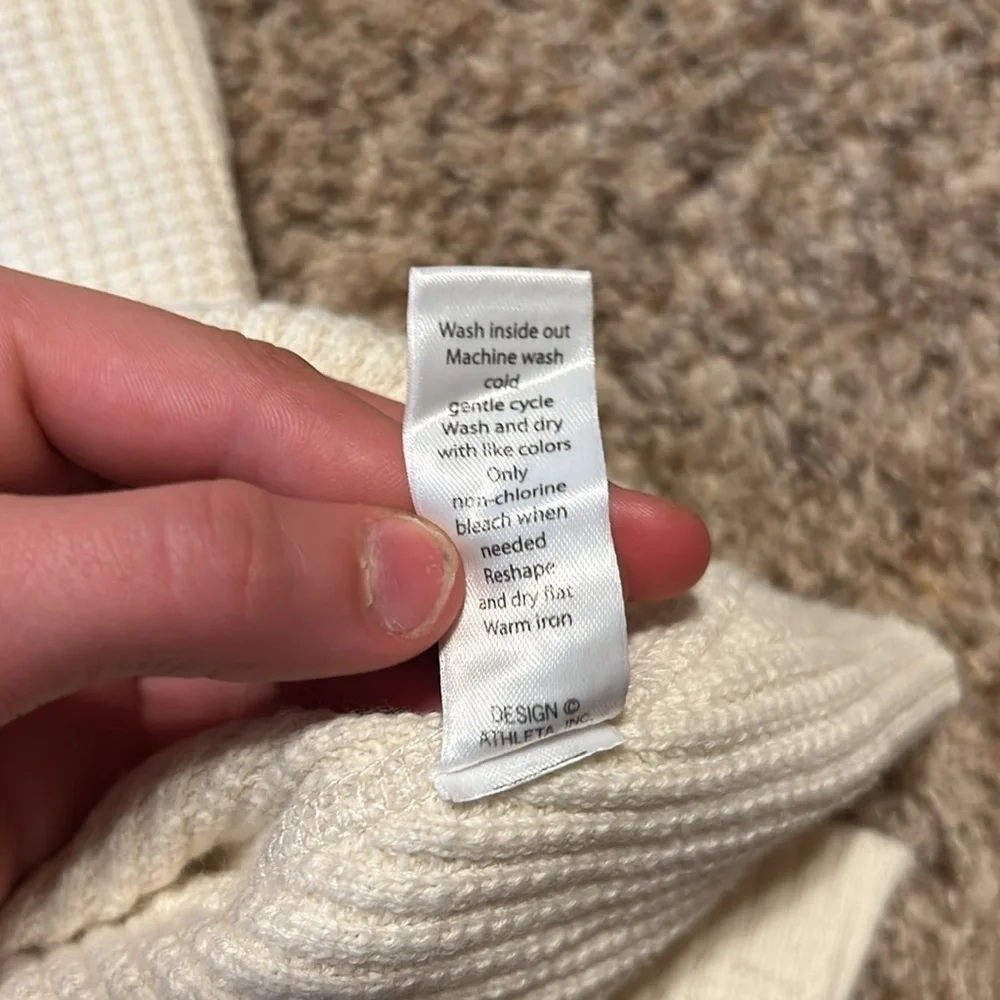 Wash inside out
Machine wash
cold
gentle cycle
Wash and dry
with like colors
Only
non-chlorine
bleach when
needed
Reshape
and dry flat
Warm iron
DESIGN ©
ATHLETA, INC.